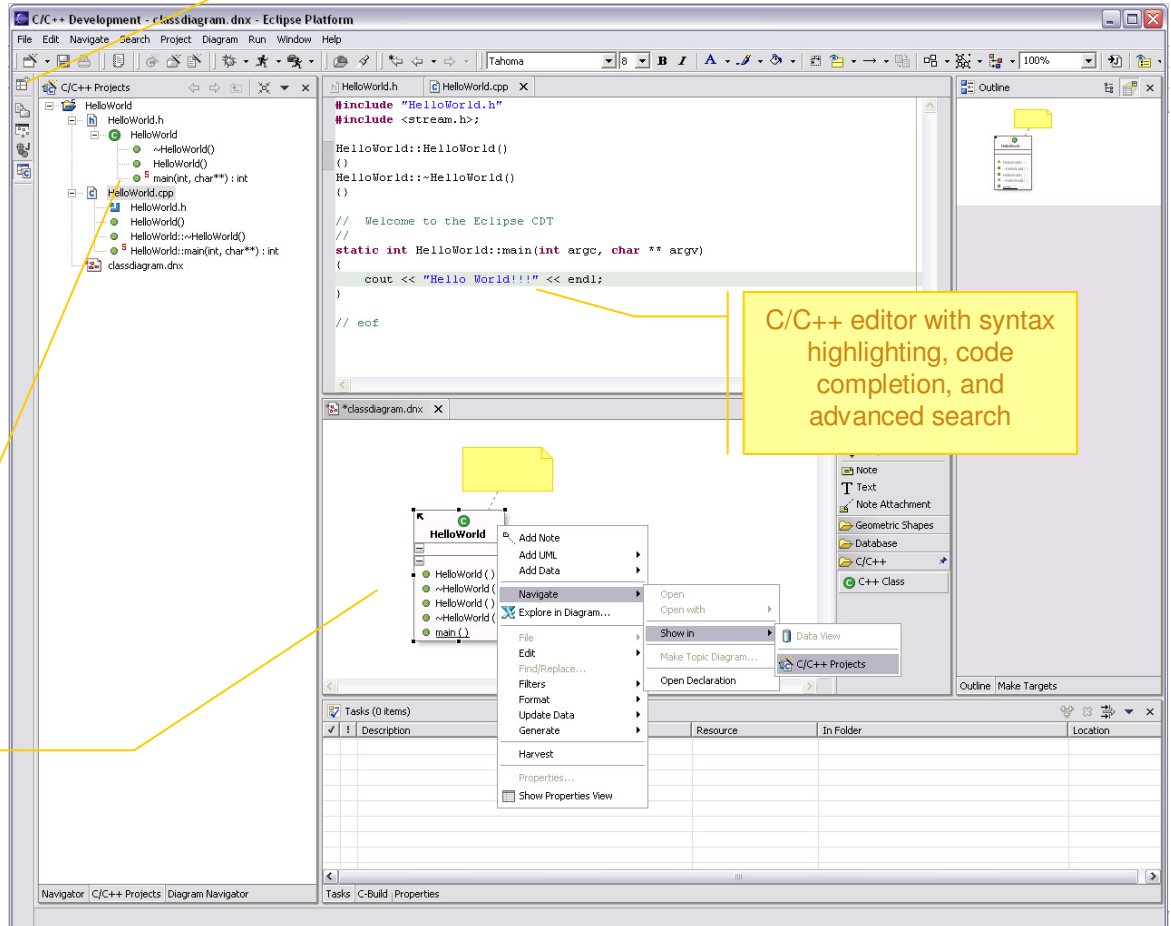 C/C++ Development - classdiagram.dnx - Eclipse Platform
File Edit Navigate Search Project Diagram Run Window Help
Tahoma 8 B I A 100%
C/C++ Projects
HelloWorld
HelloWorld.h
HelloWorld
~HelloWorld()
HelloWorld()
S main(int, char**) : int
HelloWorld.cpp
HelloWorld.h
HelloWorld()
HelloWorld::~HelloWorld()
S HelloWorld::main(int, char**) : int
classdiagram.dnx
Navigator C/C++ Projects Diagram Navigator
HelloWorld.h HelloWorld.cpp
#include "HelloWorld.h"
#include <stream.h>;
HelloWorld::HelloWorld()
{}
HelloWorld::~HelloWorld()
{}
// Welcome to the Eclipse CDT
//
static int HelloWorld::main(int argc, char ** argv)
{
cout << "Hello World!!!" << endl;
}
// eof
C/C++ editor with syntax
highlighting, code
completion, and
advanced search
*classdiagram.dnx
HelloWorld
HelloWorld ( )
~HelloWorld (
HelloWorld ( )
~HelloWorld (
main ( )
Add Note
Add UML
Add Data
Navigate
Explore in Diagram...
File
Edit
Find/Replace...
Filters
Format
Update Data
Generate
Harvest
Properties...
Show Properties View
Open
Open with
Show in
Make Topic Diagram...
Open Declaration
Data View
C/C++ Projects
Note
Text
Note Attachment
Geometric Shapes
Database
C/C++
C++ Class
Outline
Outline Make Targets
Tasks (0 items)
! Description Resource In Folder Location
Tasks C-Build Properties